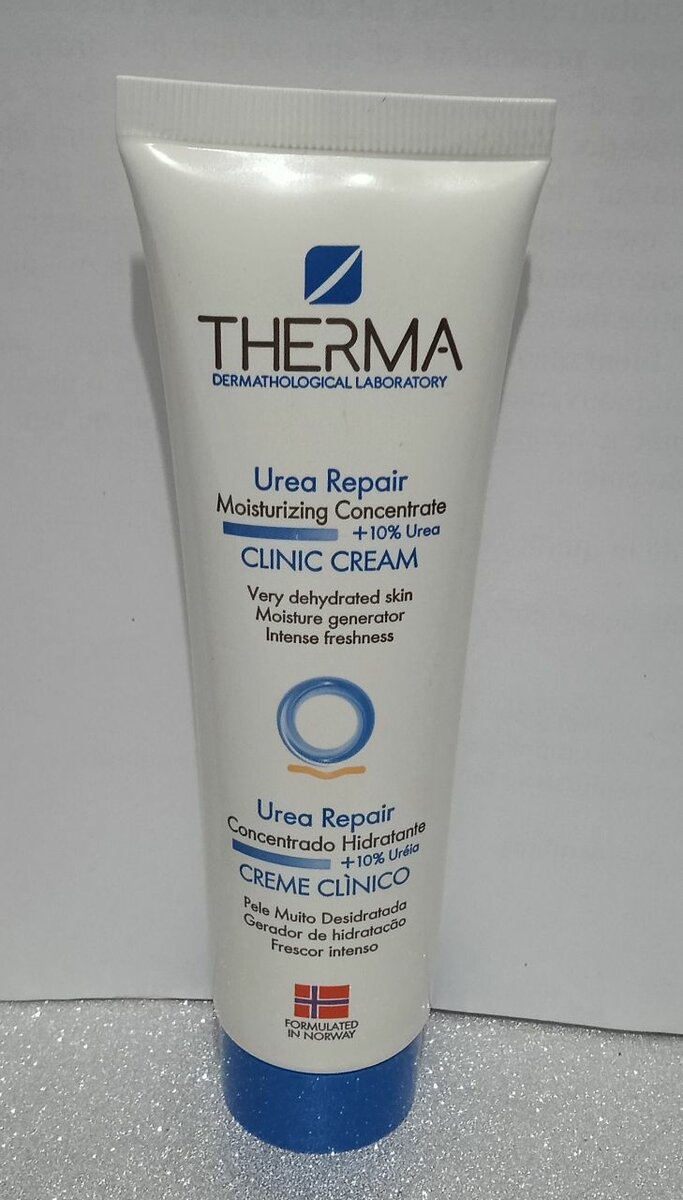 THERMA
DERMATHOLOGICAL LABORATORY
Urea Repair
Moisturizing Concentrate
+10% Urea
CLINIC CREAM
Very dehydrated skin
Moisture generator
Intense freshness
Urea Repair
Concentrado Hidratante
+10% Uréia
CREME CLÌNICO
Pele Muito Desidratada
Gerador de hidratação
Frescor intenso
FORMULATED
IN NORWAY